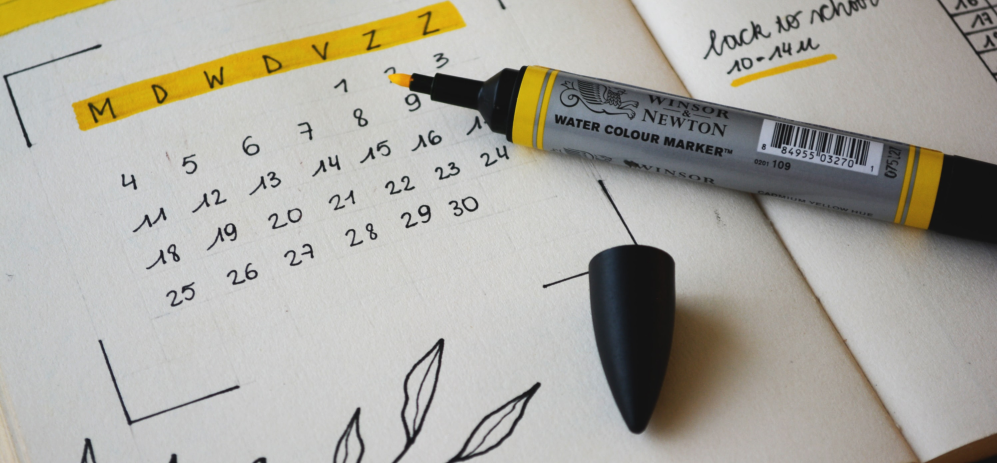 M D W D V Z Z
1 2 3
4 5 6 7 8 9
11 12 13 14 15 16
18 19 20 21 22 23 24
25 26 27 28 29 30
back to school
10-14u
16
17
WINSOR
&
NEWTON
WATER COLOUR MARKER™
8 84955 03270 1
0201 109
WINSOR
CADMIUM YELLOW HUE